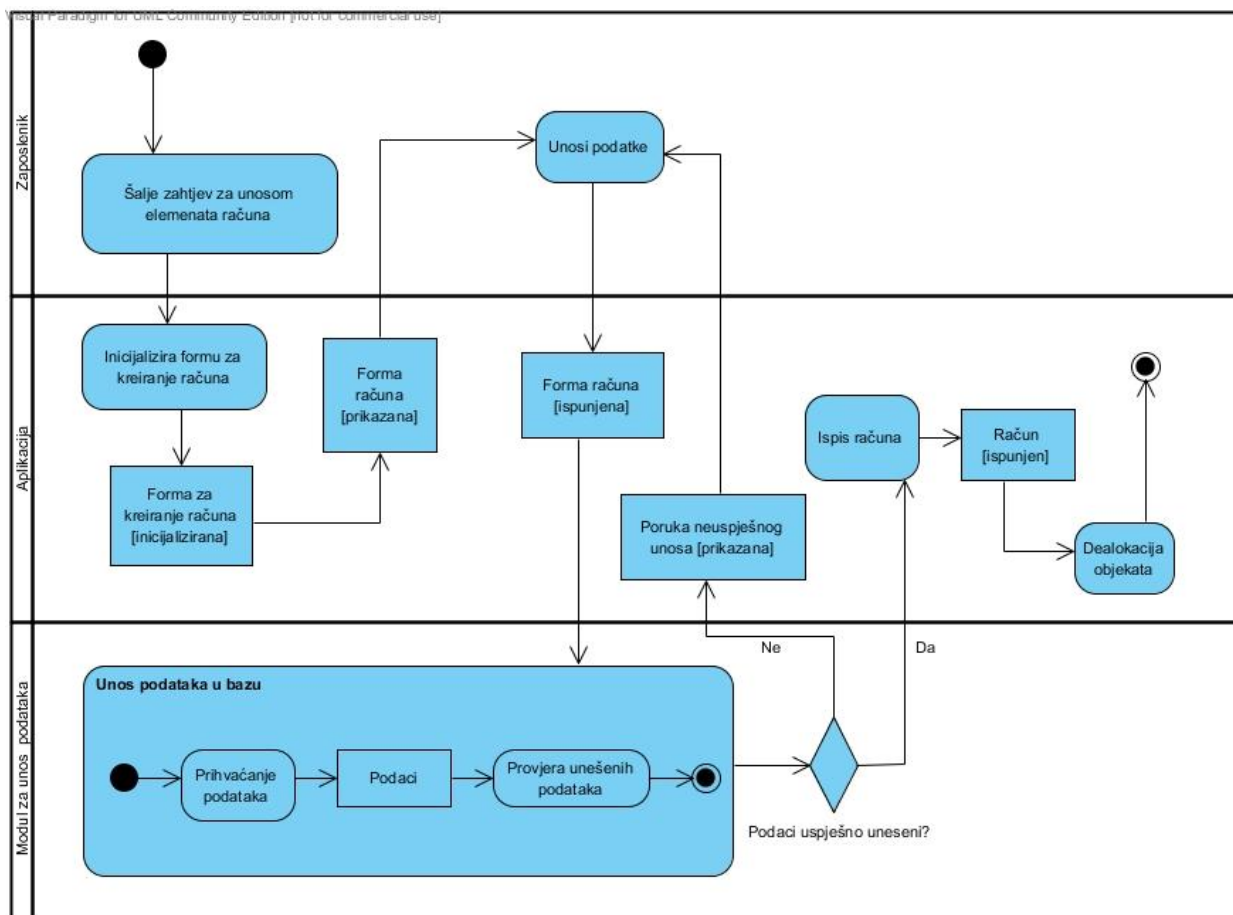 Visual Paradigm for UML Community Edition [not for commercial use]
Zaposlenik
Šalje zahtjev za unosom
elemenata računa
Unosi podatke
Aplikacija
Inicijalizira formu za
kreiranje računa
Forma za
kreiranje računa
[inicijalizirana]
Forma
računa
[prikazana]
Forma računa
[ispunjena]
Poruka neuspješnog
unosa [prikazana]
Ispis računa
Račun
[ispunjen]
Dealokacija
objekata
Modul za unos podataka
Unos podataka u bazu
Prihvaćanje
podataka
Podaci
Provjera unešenih
podataka
Ne
Da
Podaci uspješno uneseni?